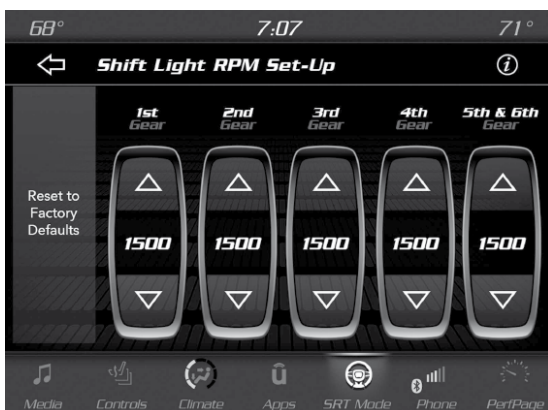 68° 7:07 71°
Shift Light RPM Set-Up
1st 2nd 3rd 4th 5th & 6th
Gear Gear Gear Gear Gear
Reset to
Factory
Defaults
1500 1500 1500 1500 1500
Media Controls Climate Apps SRT Mode Phone PerfPage